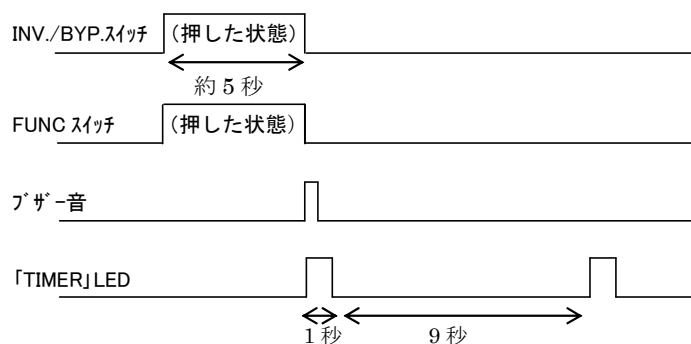 INV./BYP.ｽｲｯﾁ
(押した状態)
約 5 秒
FUNC ｽｲｯﾁ
(押した状態)
ﾌﾞｻﾞｰ音
｢TIMER｣LED
1 秒
9 秒